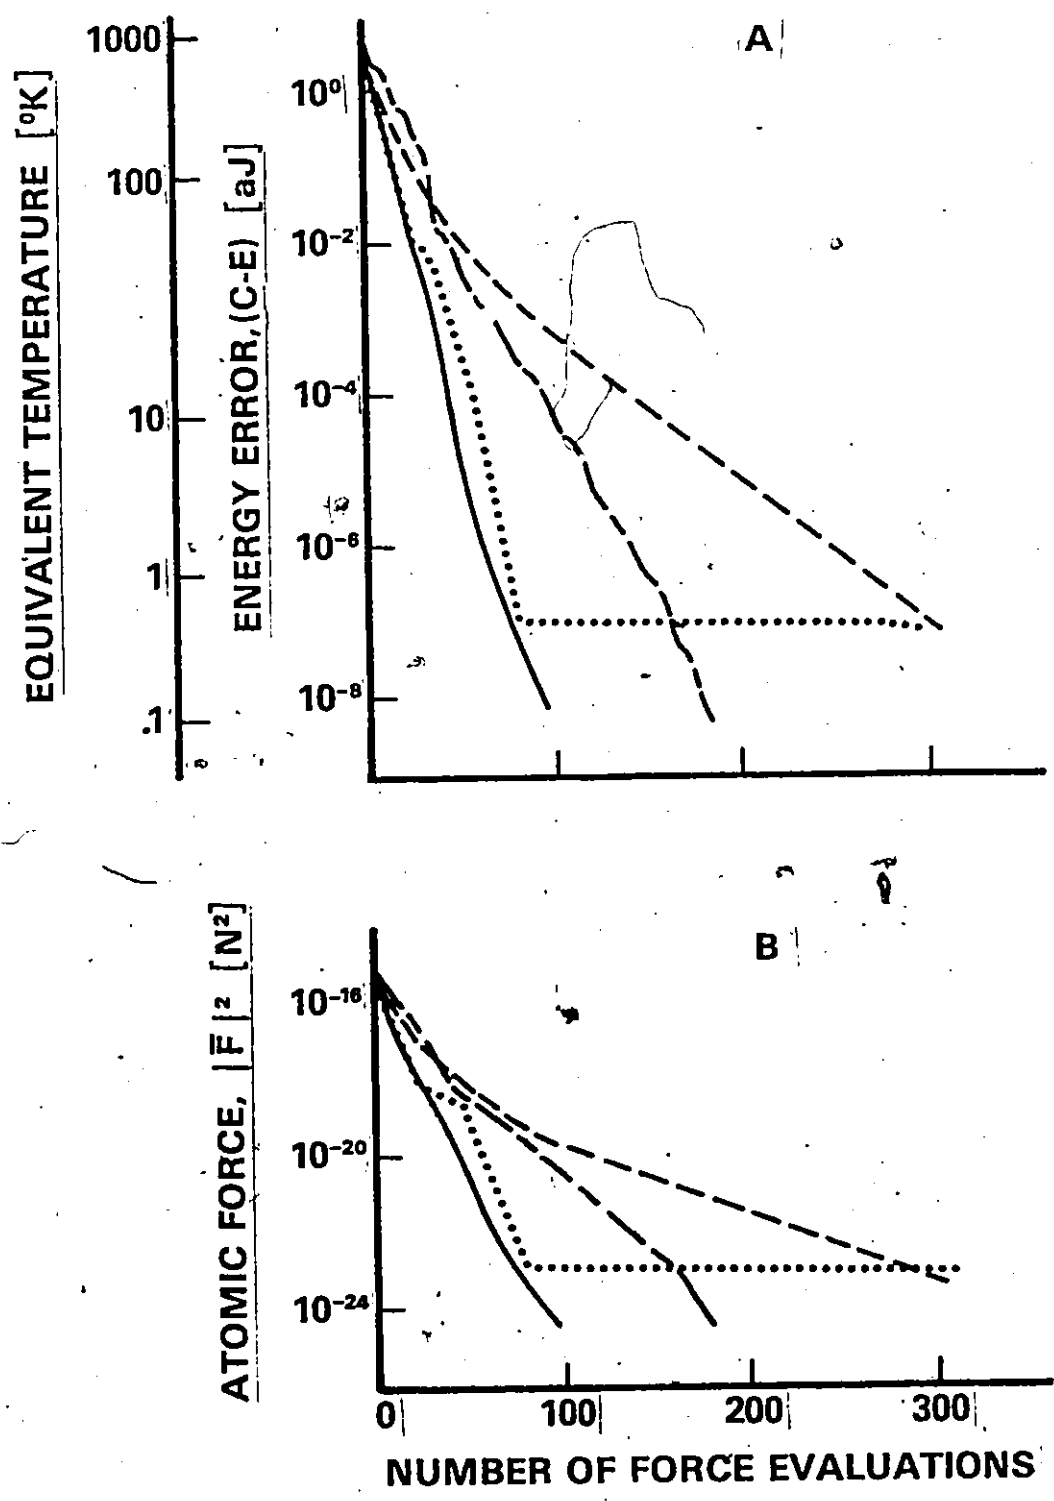 A
EQUIVALENT TEMPERATURE [⁰K]
1000
100
10
1
.1
ENERGY ERROR, (C-E) [aJ]
10⁰
10⁻²
10⁻⁴
10⁻⁶
10⁻⁸
B
ATOMIC FORCE, |F̅|² [N²]
10⁻¹⁶
10⁻²⁰
10⁻²⁴
0 100 200 300
NUMBER OF FORCE EVALUATIONS